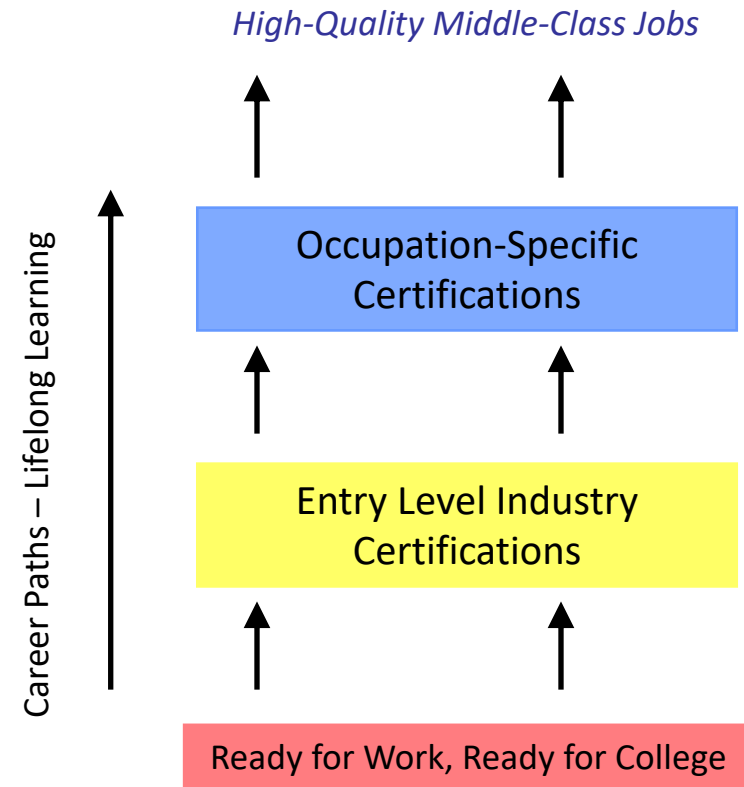 High-Quality Middle-Class Jobs
Occupation-Specific
Certifications
Career Paths – Lifelong Learning
Entry Level Industry
Certifications
Ready for Work, Ready for College